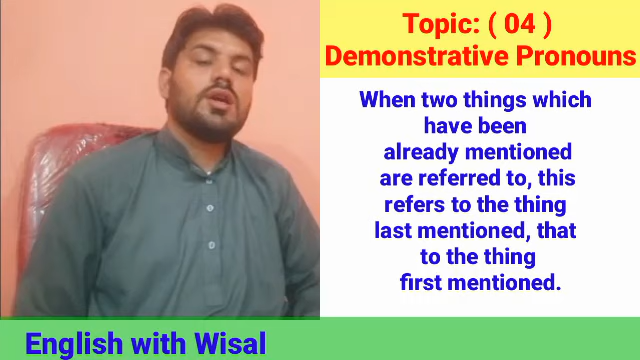 Topic: ( 04 )
Demonstrative Pronouns
When two things which
have been
already mentioned
are referred to, this
refers to the thing
last mentioned, that
to the thing
first mentioned.
English with Wisal